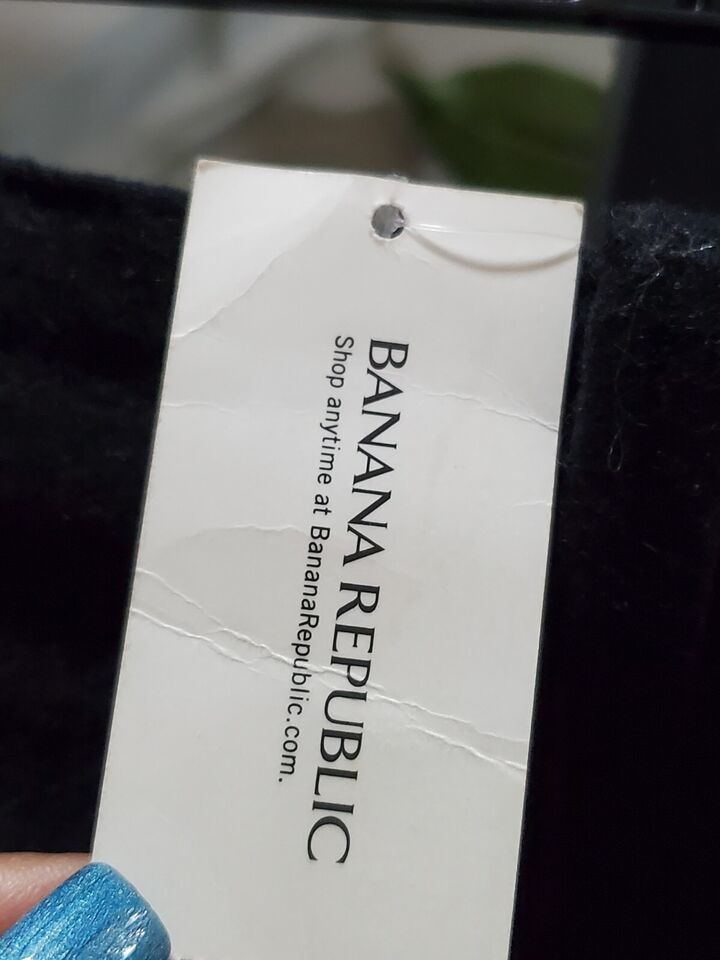 BANANA REPUBLIC
Shop anytime at BananaRepublic.com.